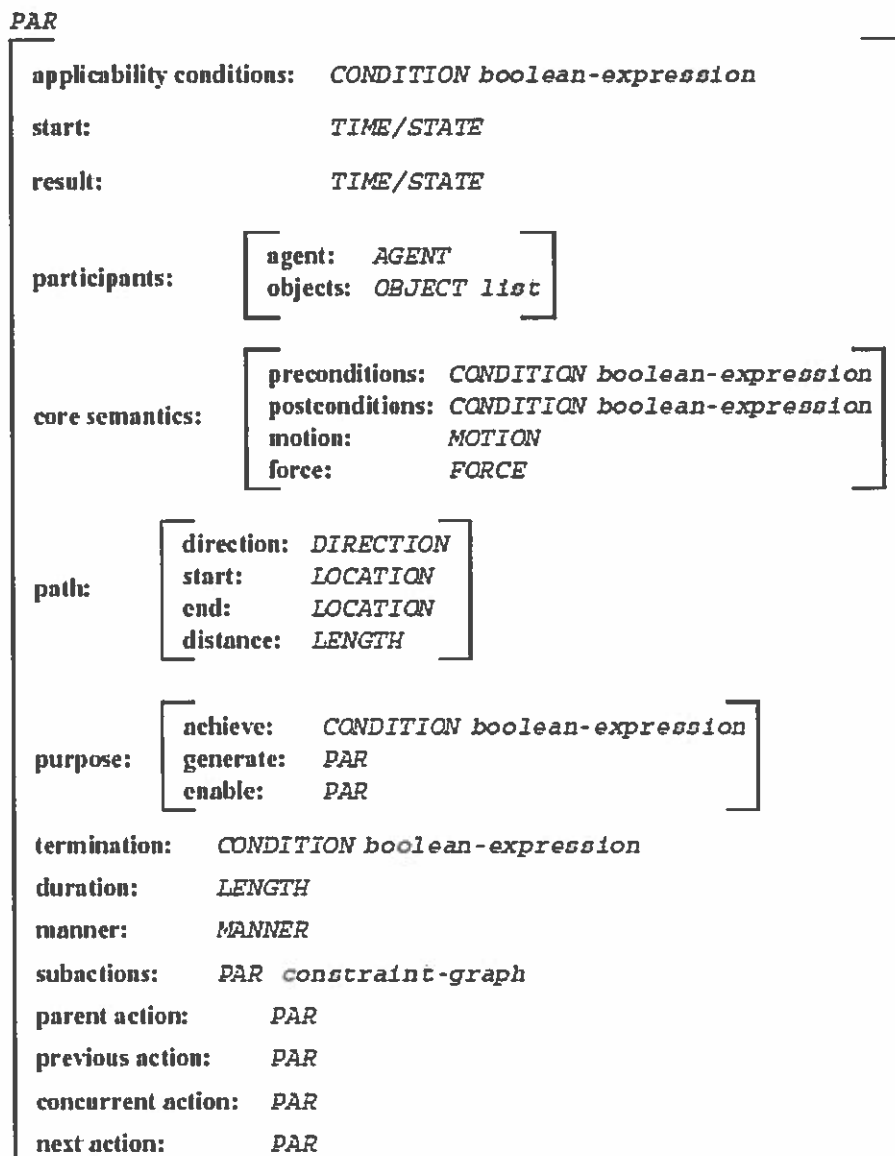 PAR
applicability conditions: CONDITION boolean-expression
start: TIME/STATE
result: TIME/STATE
participants:
agent: AGENT
objects: OBJECT list
core semantics:
preconditions: CONDITION boolean-expression
postconditions: CONDITION boolean-expression
motion: MOTION
force: FORCE
path:
direction: DIRECTION
start: LOCATION
end: LOCATION
distance: LENGTH
purpose:
achieve: CONDITION boolean-expression
generate: PAR
enable: PAR
termination: CONDITION boolean-expression
duration: LENGTH
manner: MANNER
subactions: PAR constraint-graph
parent action: PAR
previous action: PAR
concurrent action: PAR
next action: PAR